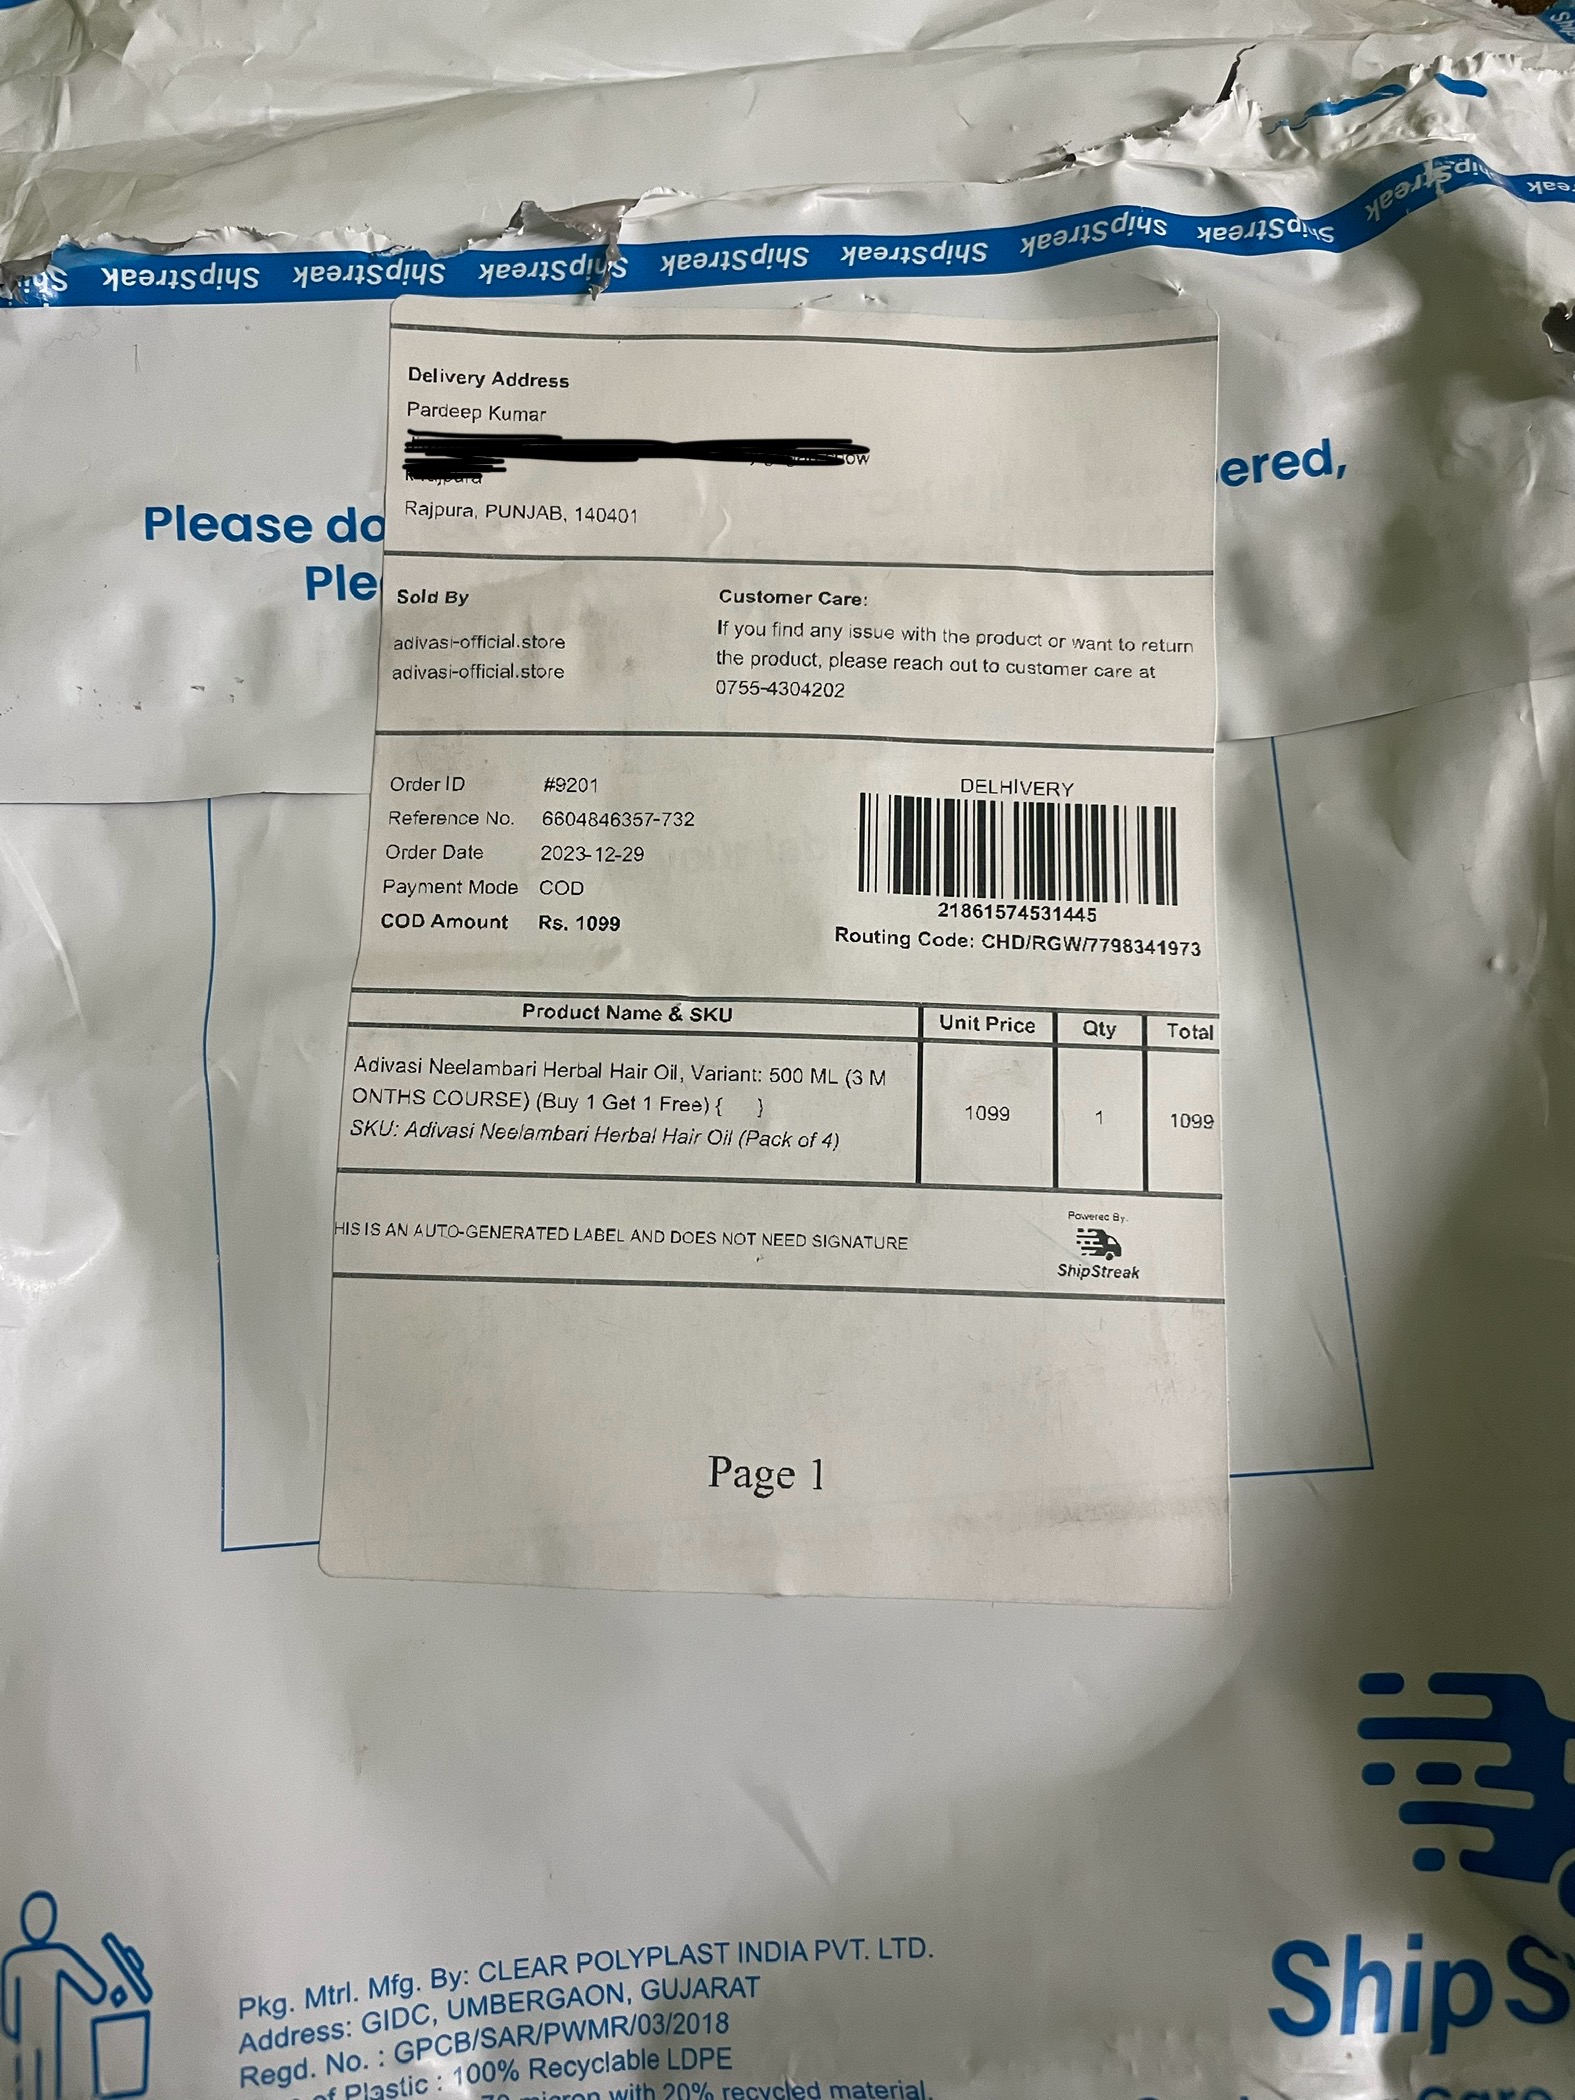 ShipStreak ShipStreak ShipStreak ShipStreak ShipStreak ShipStreak ShipStreak ShipStreak
Delivery Address
Pardeep Kumar
Rajpura, PUNJAB, 140401
ered,
Please do
Ple
Sold By
adivasi-official.store
adivasi-official.store
Customer Care:
If you find any issue with the product or want to return
the product, please reach out to customer care at
0755-4304202
Order ID #9201
Reference No. 6604846357-732
Order Date 2023-12-29
Payment Mode COD
COD Amount Rs. 1099
DELHIVERY
21861574531445
Routing Code: CHD/RGW/7798341973
Product Name & SKU Unit Price Qty Total
Adivasi Neelambari Herbal Hair Oil, Variant: 500 ML (3 M
ONTHS COURSE) (Buy 1 Get 1 Free) { }
SKU: Adivasi Neelambari Herbal Hair Oil (Pack of 4)
1099 1 1099
HIS IS AN AUTO-GENERATED LABEL AND DOES NOT NEED SIGNATURE
Powered By
ShipStreak
Page 1
ShipS
Pkg. Mtrl. Mfg. By: CLEAR POLYPLAST INDIA PVT. LTD.
Address: GIDC, UMBERGAON, GUJARAT
Regd. No. : GPCB/SAR/PWMR/03/2018
of Plastic : 100% Recyclable LDPE
with 20% recycled material.